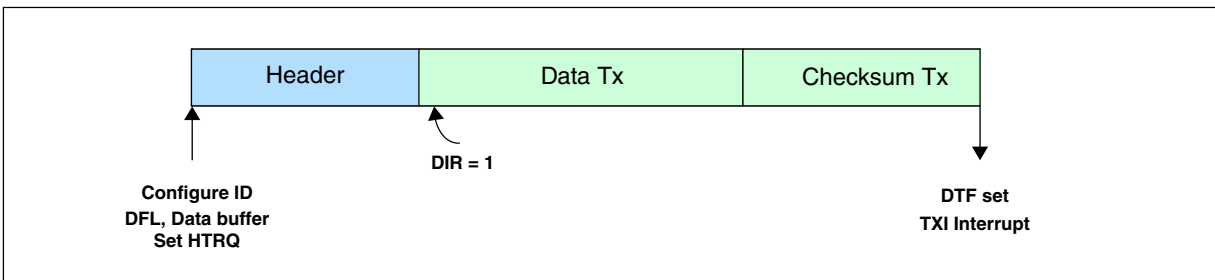 Header
Data Tx
Checksum Tx
DIR = 1
Configure ID
DFL, Data buffer
Set HTRQ
DTF set
TXI Interrupt